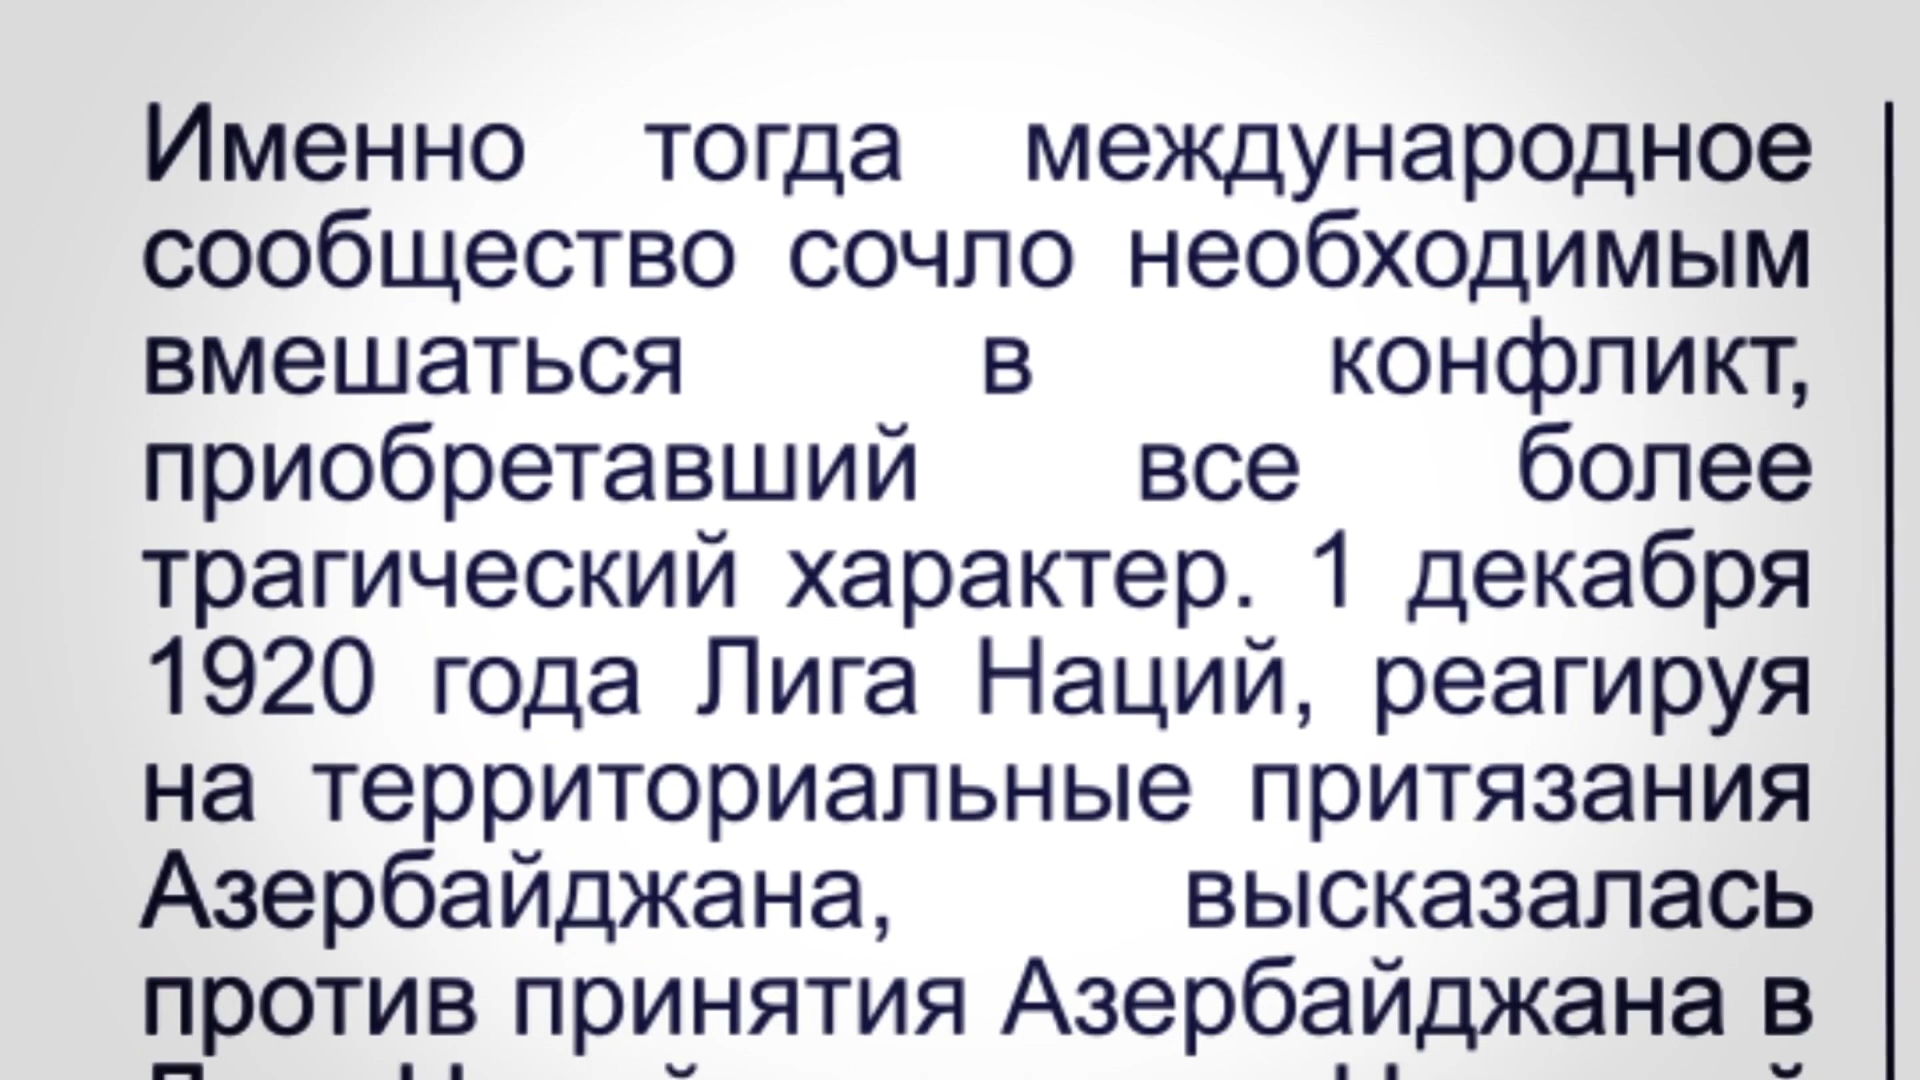 Именно тогда международное
сообщество сочло необходимым
вмешаться в конфликт,
приобретавший все более
трагический характер. 1 декабря
1920 года Лига Наций, реагируя
на территориальные притязания
Азербайджана, высказалась
против принятия Азербайджана в